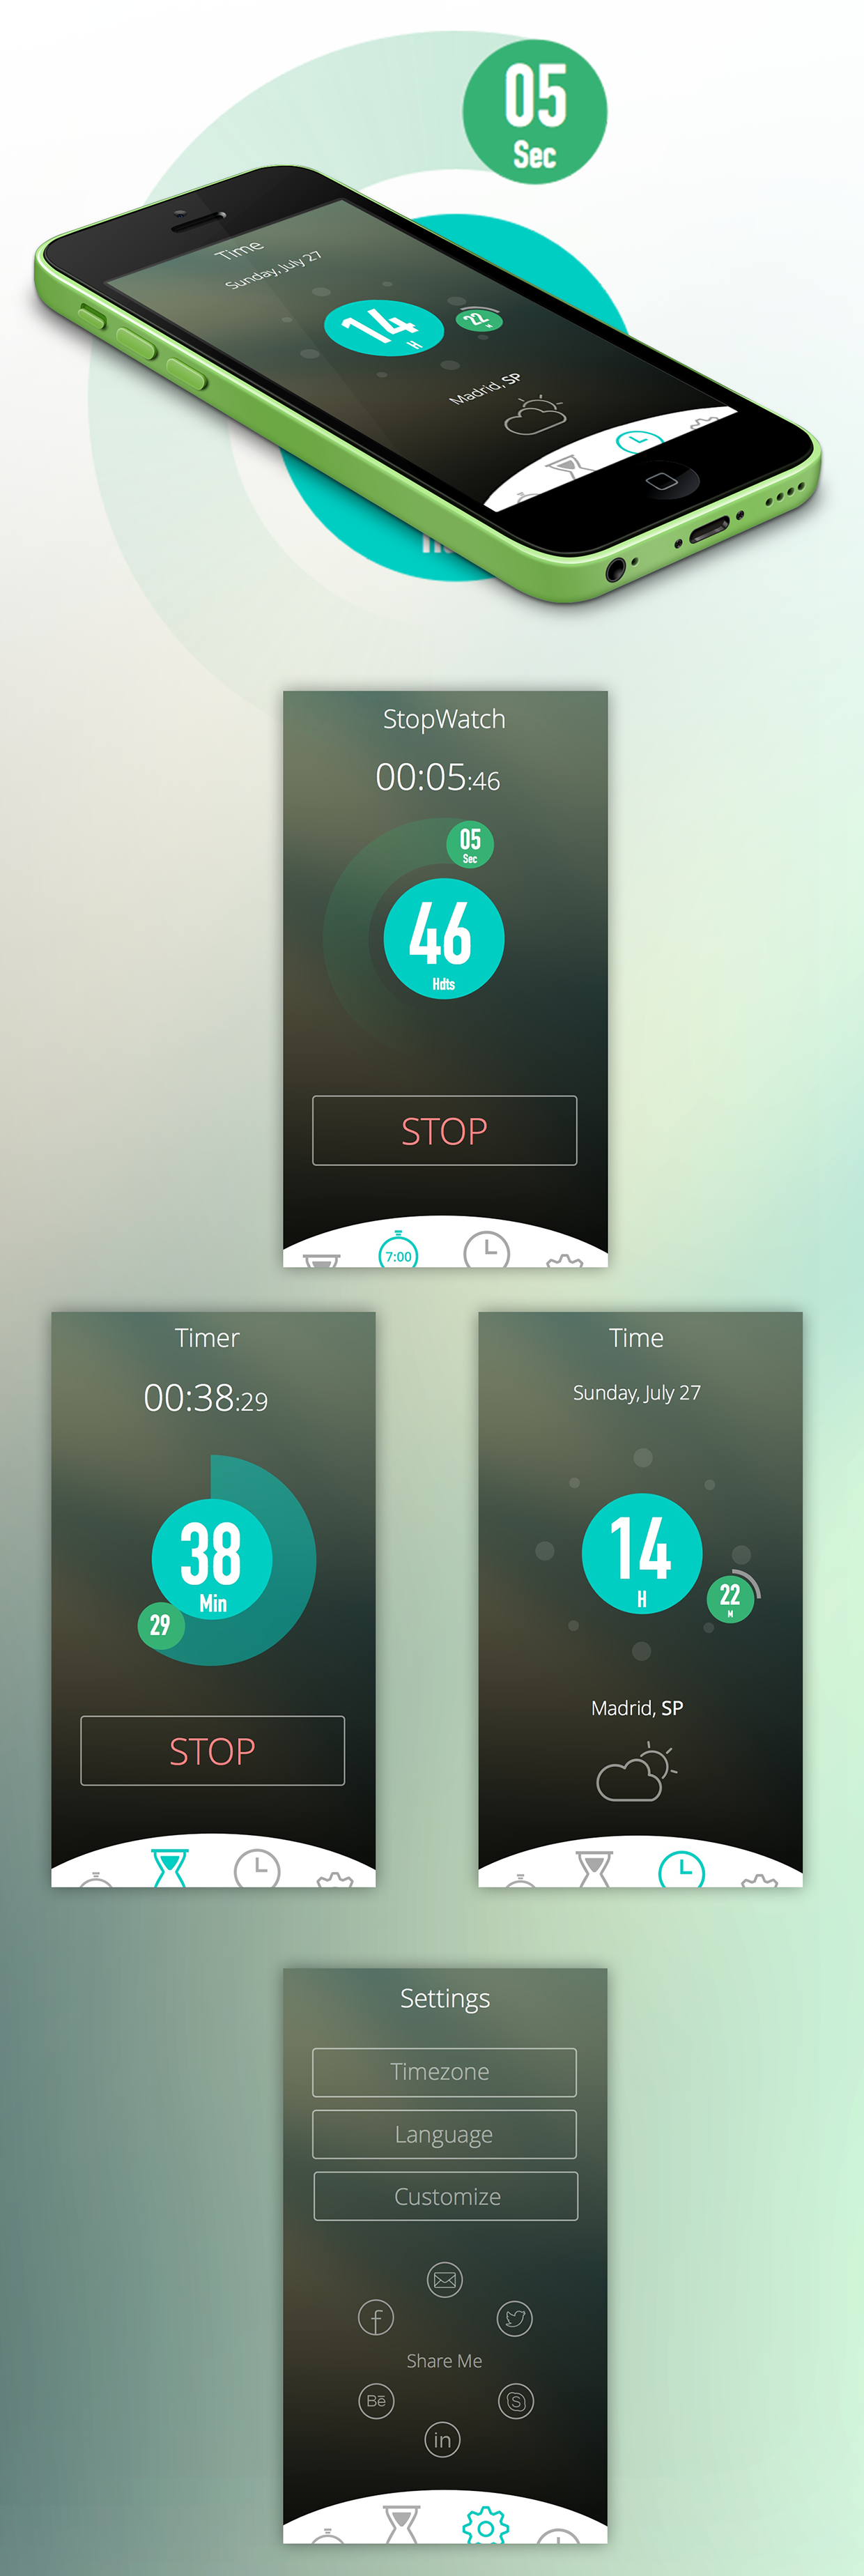 05
Sec
Time
Sunday, July 27
14
H
22
M
Madrid, SP
StopWatch
00:05:46
05
Sec
46
Hdts
STOP
7:00
Timer
00:38:29
38
Min
29
STOP
Time
Sunday, July 27
14
H
22
M
Madrid, SP
Settings
Timezone
Language
Customize
f
Share Me
Bē
S
in